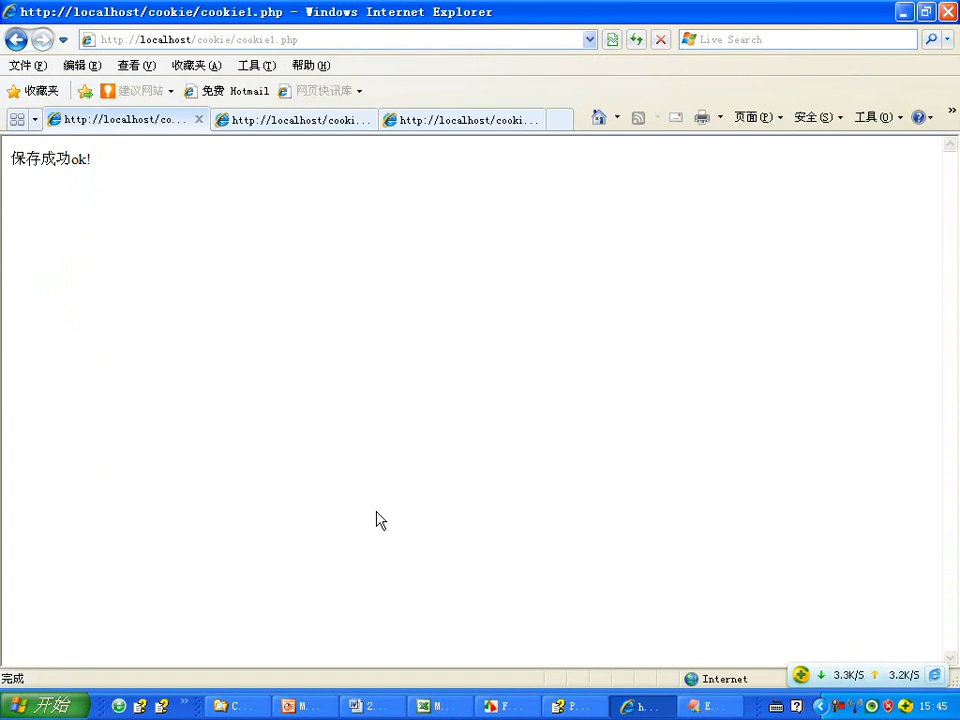 http://localhost/cookie/cookie1.php - Windows Internet Explorer
http://localhost/cookie/cookie1.php
Live Search
文件(F) 编辑(E) 查看(V) 收藏夹(A) 工具(T) 帮助(H)
收藏夹 建议网站 免费 Hotmail 网页快讯库
http://localhost/co... http://localhost/cooki... http://localhost/cooki... 页面(P) 安全(S) 工具(O)
保存成功ok!
完成 Internet 3.3K/S 3.2K/S
开始 C... M... 2... M... F... P... h... E... 15:45